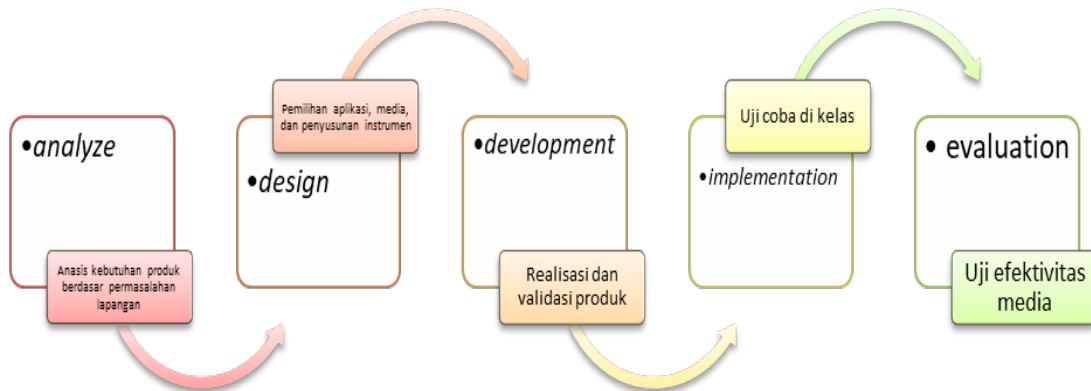 •analyze
Anasis kebutuhan produk
berdasar permasalahan
lapangan
Pemilihan aplikasi, media,
dan penyusunan instrumen
•design
•development
Realisasi dan
validasi produk
Uji coba di kelas
•implementation
• evaluation
Uji efektivitas
media